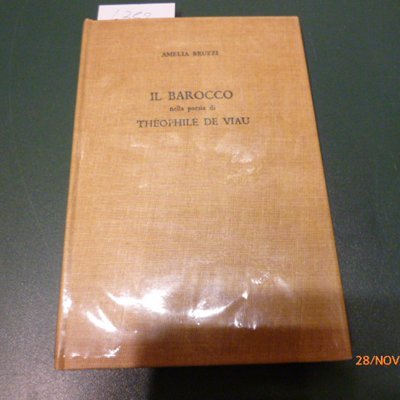 AMELIA BRUZZI
IL BAROCCO
nella poesia di
THÉOPHILE DE VIAU
28/NOV/